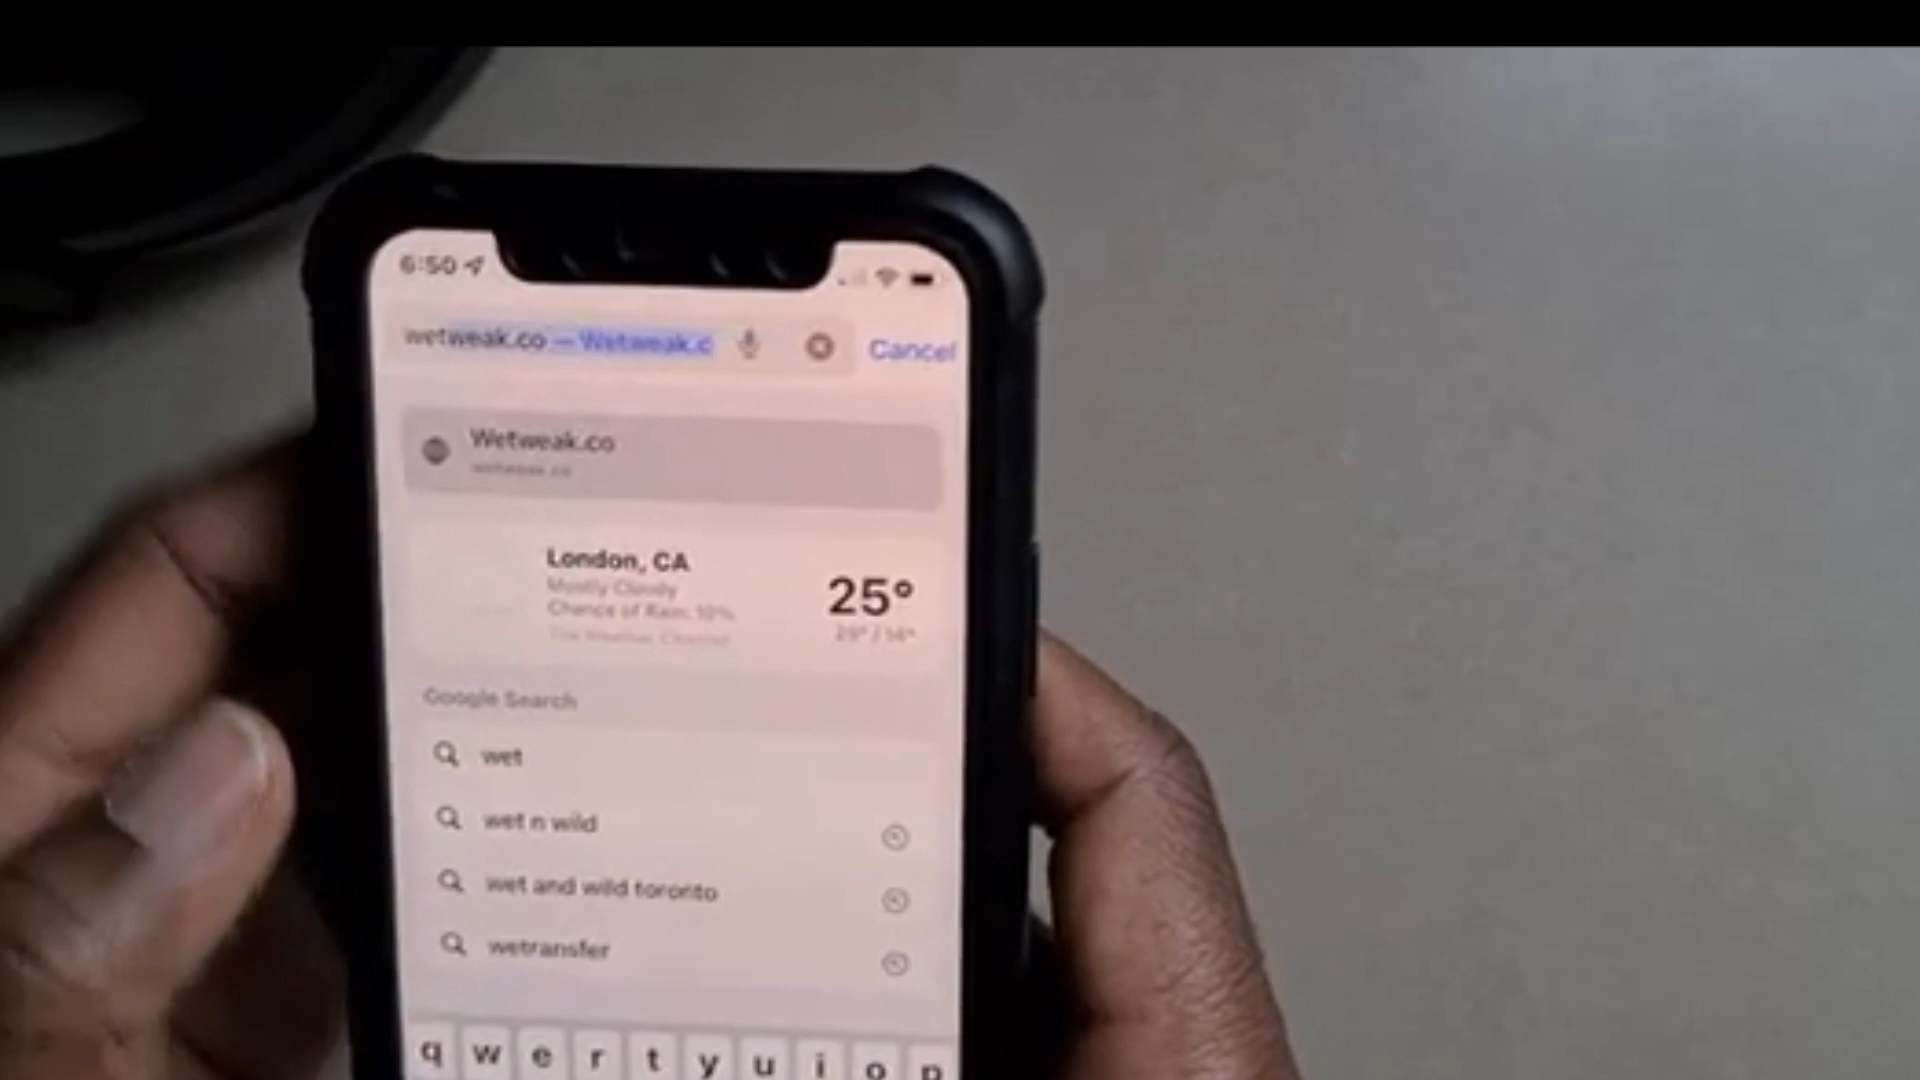 6:50
wetweak.co — Wetweak.c
Cancel
Wetweak.co
wetweak.co
London, CA
Mostly Cloudy
Chance of Rain: 10%
The Weather Channel
25°
29° / 14°
Google Search
wet
wet n wild
wet and wild toronto
wetransfer
q w e r t y u i o p